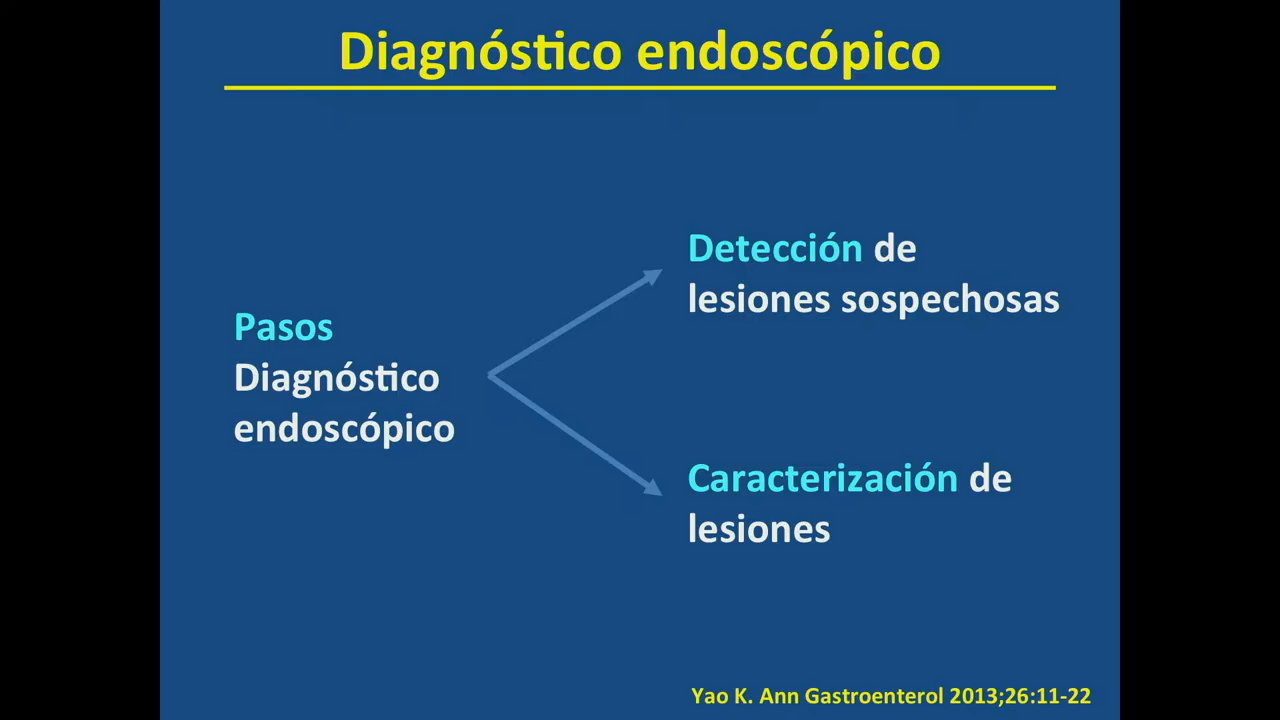 Diagnóstico endoscópico
Pasos
Diagnóstico
endoscópico
Detección de
lesiones sospechosas
Caracterización de
lesiones
Yao K. Ann Gastroenterol 2013;26:11-22